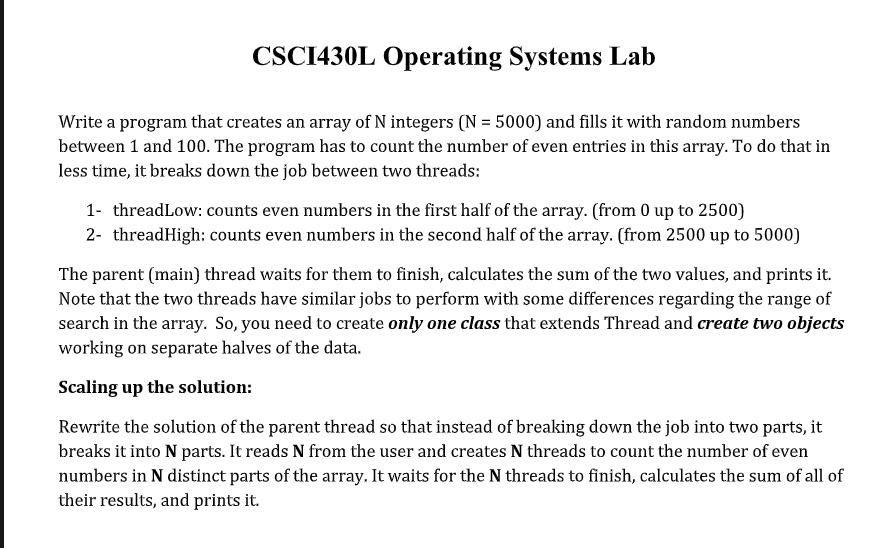 CSCI430L Operating Systems Lab
Write a program that creates an array of N integers (N = 5000) and fills it with random numbers
between 1 and 100. The program has to count the number of even entries in this array. To do that in
less time, it breaks down the job between two threads:
1- threadLow: counts even numbers in the first half of the array. (from 0 up to 2500)
2- threadHigh: counts even numbers in the second half of the array. (from 2500 up to 5000)
The parent (main) thread waits for them to finish, calculates the sum of the two values, and prints it.
Note that the two threads have similar jobs to perform with some differences regarding the range of
search in the array. So, you need to create only one class that extends Thread and create two objects
working on separate halves of the data.
Scaling up the solution:
Rewrite the solution of the parent thread so that instead of breaking down the job into two parts, it
breaks it into N parts. It reads N from the user and creates N threads to count the number of even
numbers in N distinct parts of the array. It waits for the N threads to finish, calculates the sum of all of
their results, and prints it.